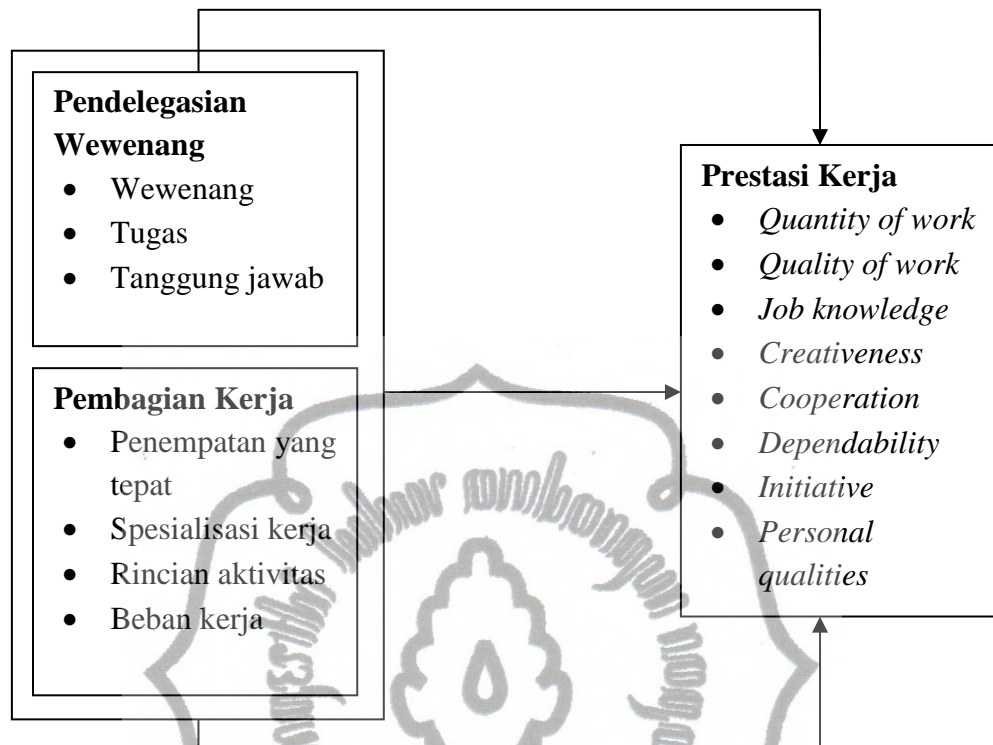 Pendelegasian
Wewenang
• Wewenang
• Tugas
• Tanggung jawab
Pembagian Kerja
• Penempatan yang
tepat
• Spesialisasi kerja
• Rincian aktivitas
• Beban kerja
Prestasi Kerja
• Quantity of work
• Quality of work
• Job knowledge
• Creativeness
• Cooperation
• Dependability
• Initiative
• Personal
qualities